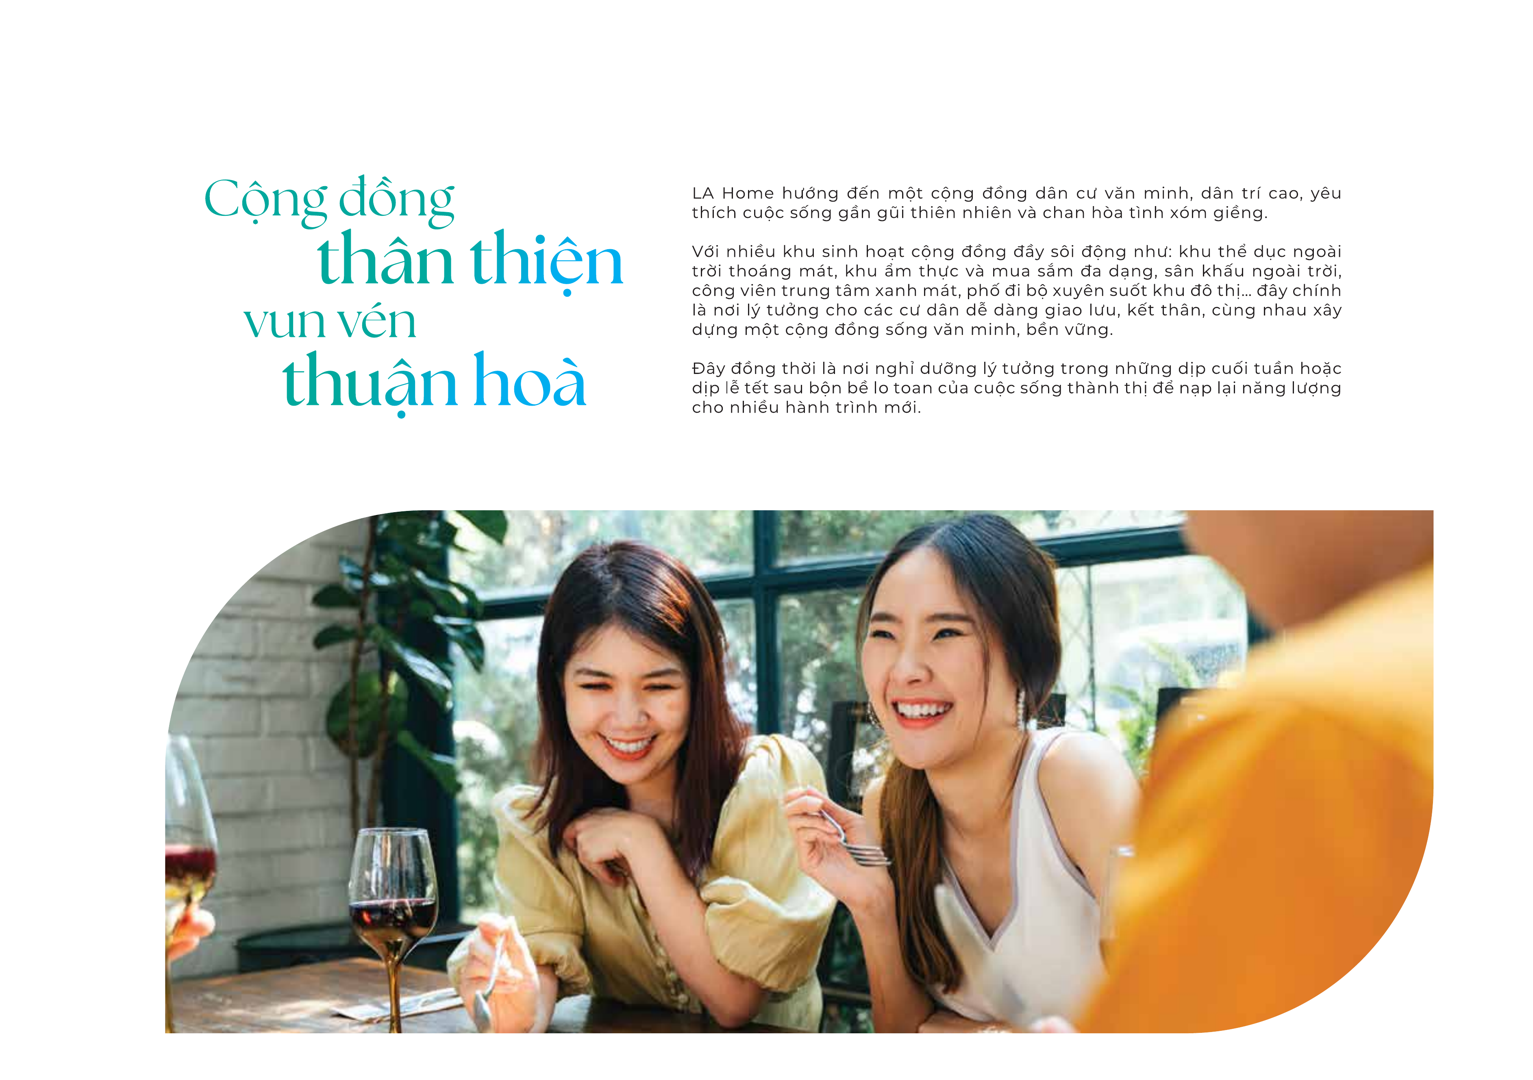 Cộng đồng
thân thiện
vun vén
thuận hoà
LA Home hướng đến một cộng đồng dân cư văn minh, dân trí cao, yêu
thích cuộc sống gần gũi thiên nhiên và chan hòa tình xóm giềng.
Với nhiều khu sinh hoạt cộng đồng đầy sôi động như: khu thể dục ngoài
trời thoáng mát, khu ẩm thực và mua sắm đa dạng, sân khấu ngoài trời,
công viên trung tâm xanh mát, phố đi bộ xuyên suốt khu đô thị... đây chính
là nơi lý tưởng cho các cư dân dễ dàng giao lưu, kết thân, cùng nhau xây
dựng một cộng đồng sống văn minh, bền vững.
Đây đồng thời là nơi nghỉ dưỡng lý tưởng trong những dịp cuối tuần hoặc
dịp lễ tết sau bộn bề lo toan của cuộc sống thành thị để nạp lại năng lượng
cho nhiều hành trình mới.